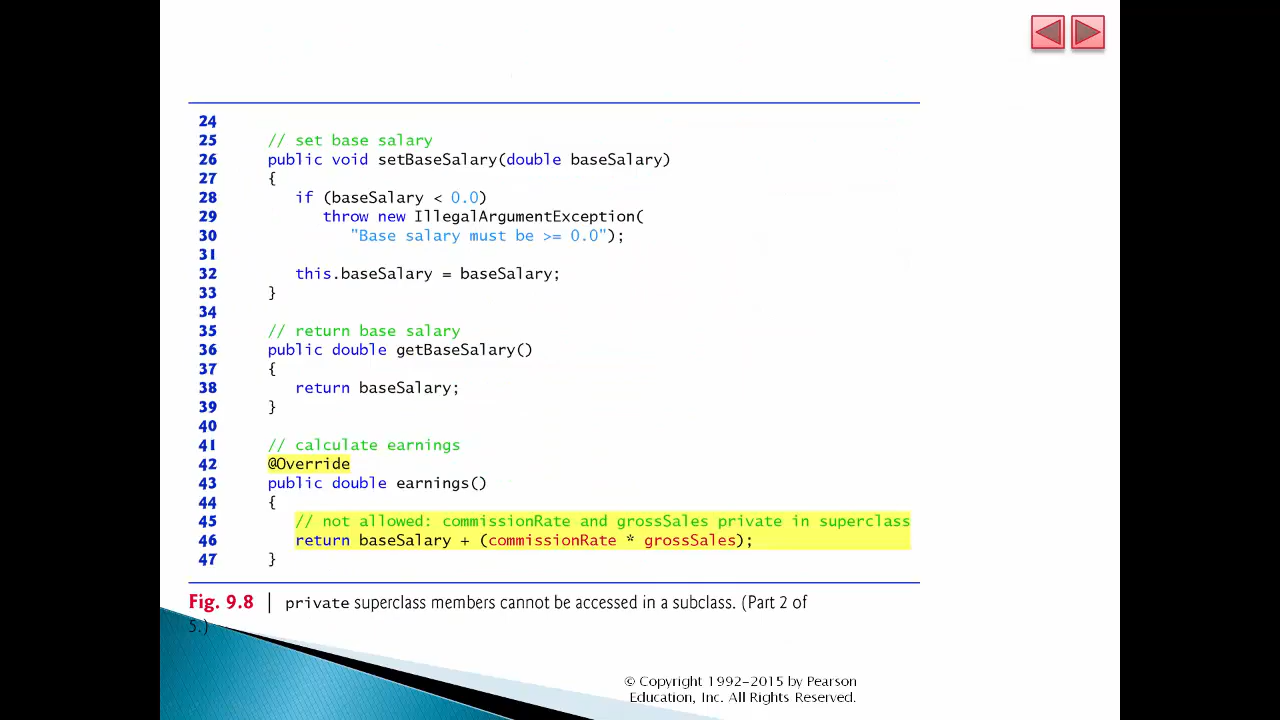 24
25 // set base salary
26 public void setBaseSalary(double baseSalary)
27 {
28 if (baseSalary < 0.0)
29 throw new IllegalArgumentException(
30 "Base salary must be >= 0.0");
31
32 this.baseSalary = baseSalary;
33 }
34
35 // return base salary
36 public double getBaseSalary()
37 {
38 return baseSalary;
39 }
40
41 // calculate earnings
42 @Override
43 public double earnings()
44 {
45 // not allowed: commissionRate and grossSales private in superclass
46 return baseSalary + (commissionRate * grossSales);
47 }
Fig. 9.8 | private superclass members cannot be accessed in a subclass. (Part 2 of
5.)
© Copyright 1992–2015 by Pearson
Education, Inc. All Rights Reserved.